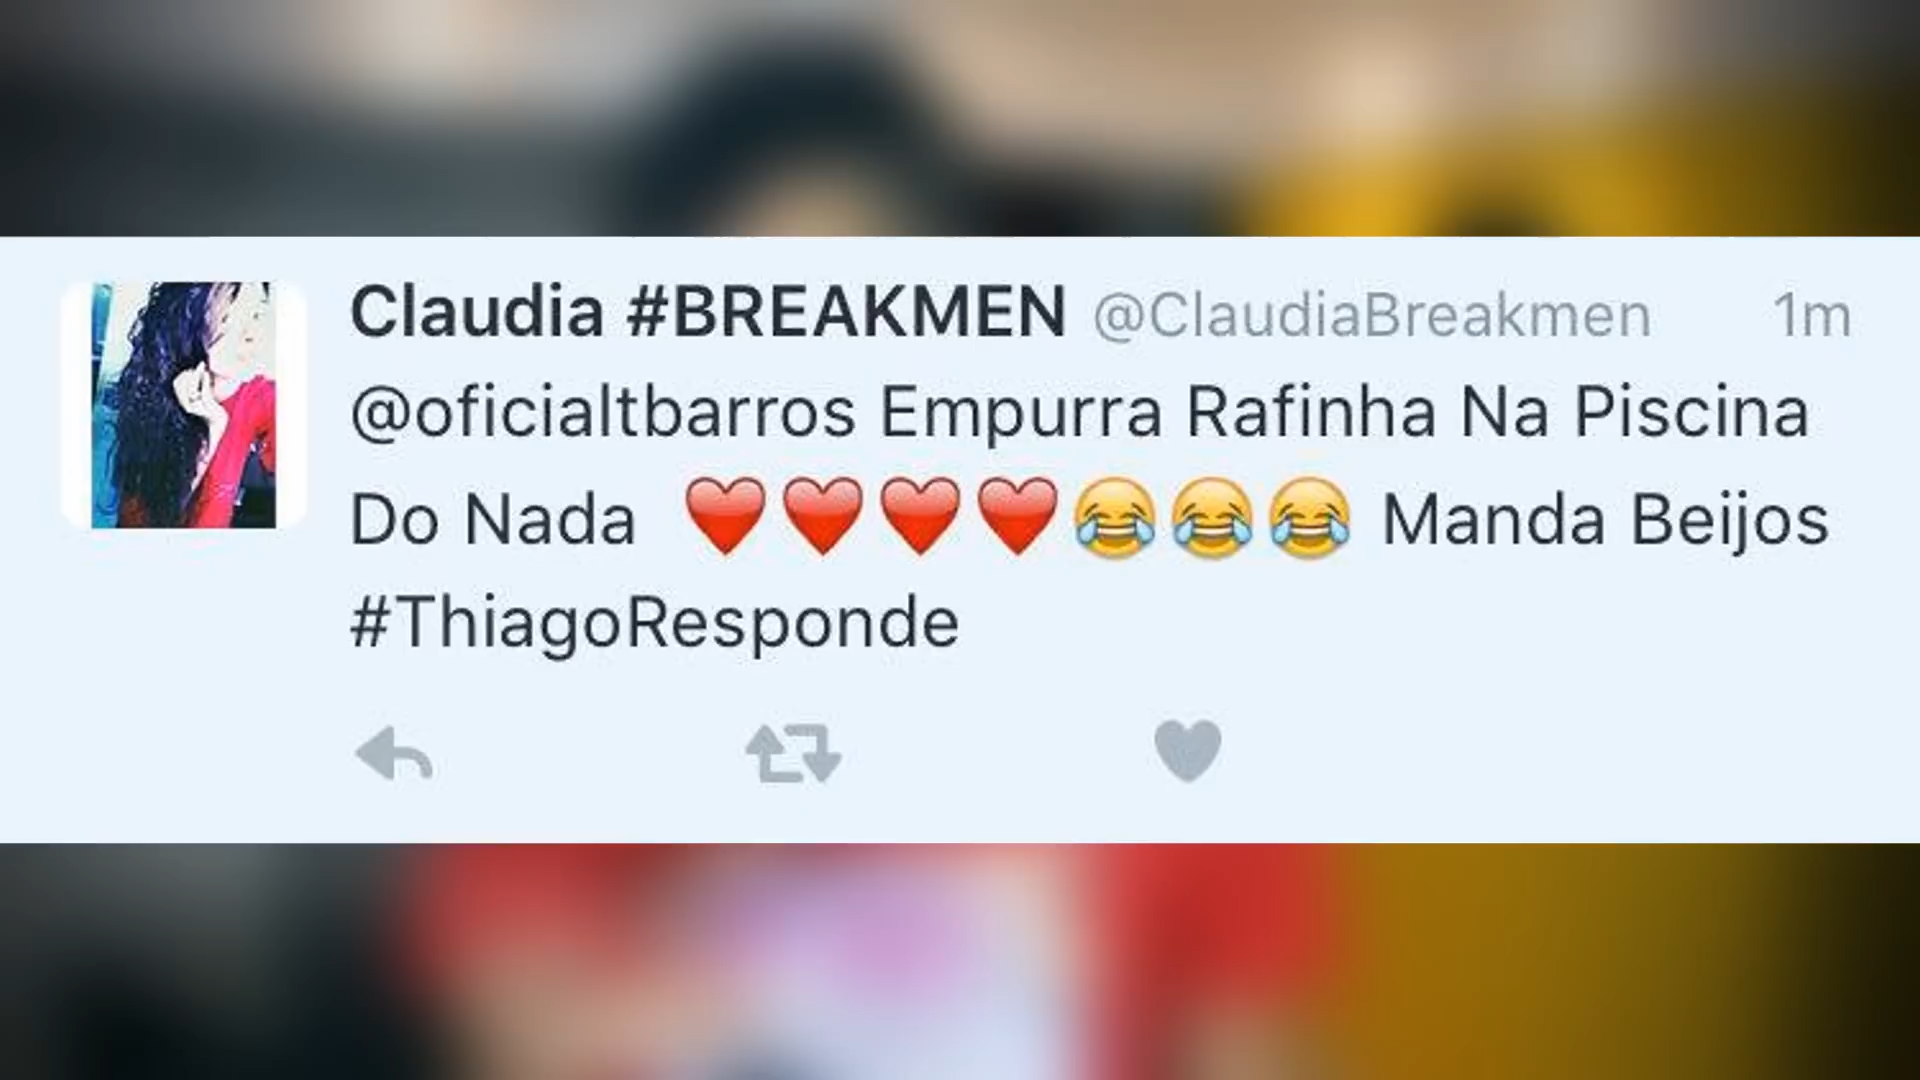 Claudia #BREAKMEN @ClaudiaBreakmen 1m
@oficialtbarros Empurra Rafinha Na Piscina
Do Nada ❤️❤️❤️❤️😂😂😂 Manda Beijos
#ThiagoResponde